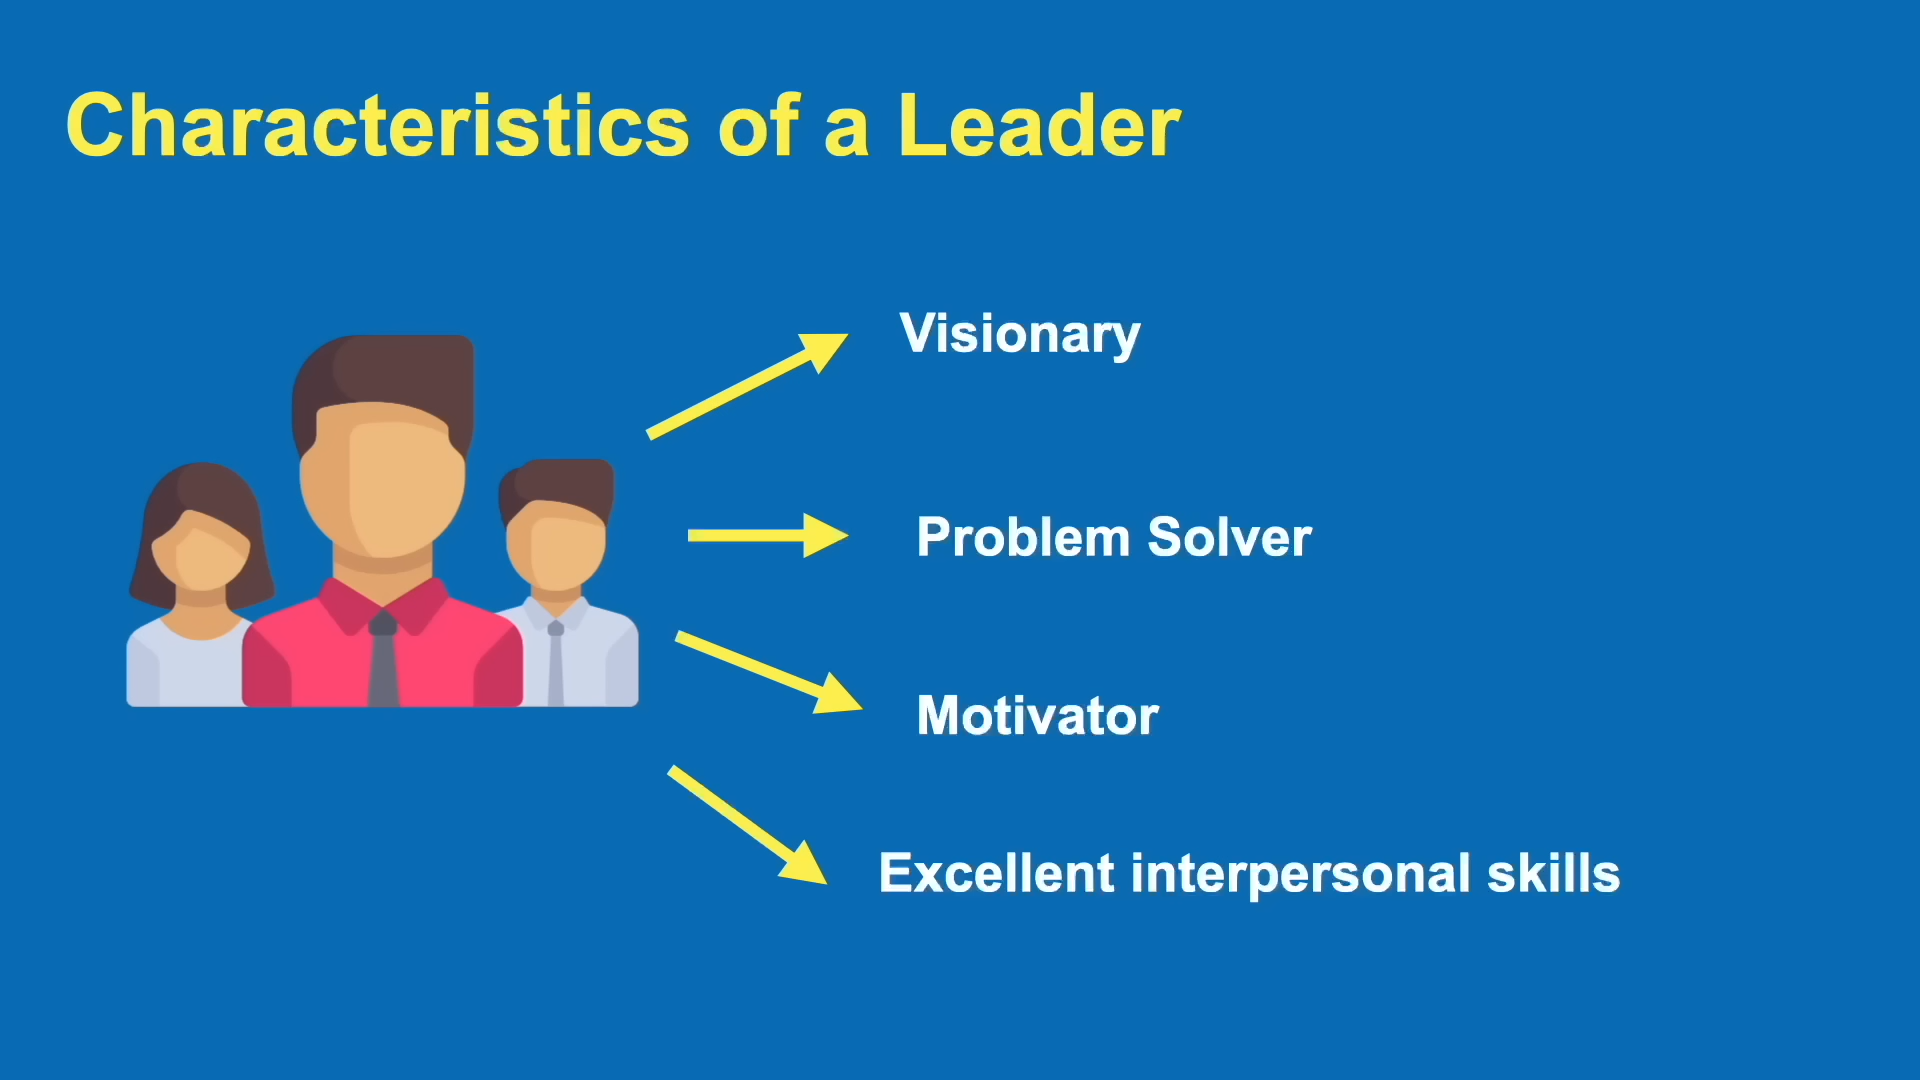 Characteristics of a Leader
Visionary
Problem Solver
Motivator
Excellent interpersonal skills